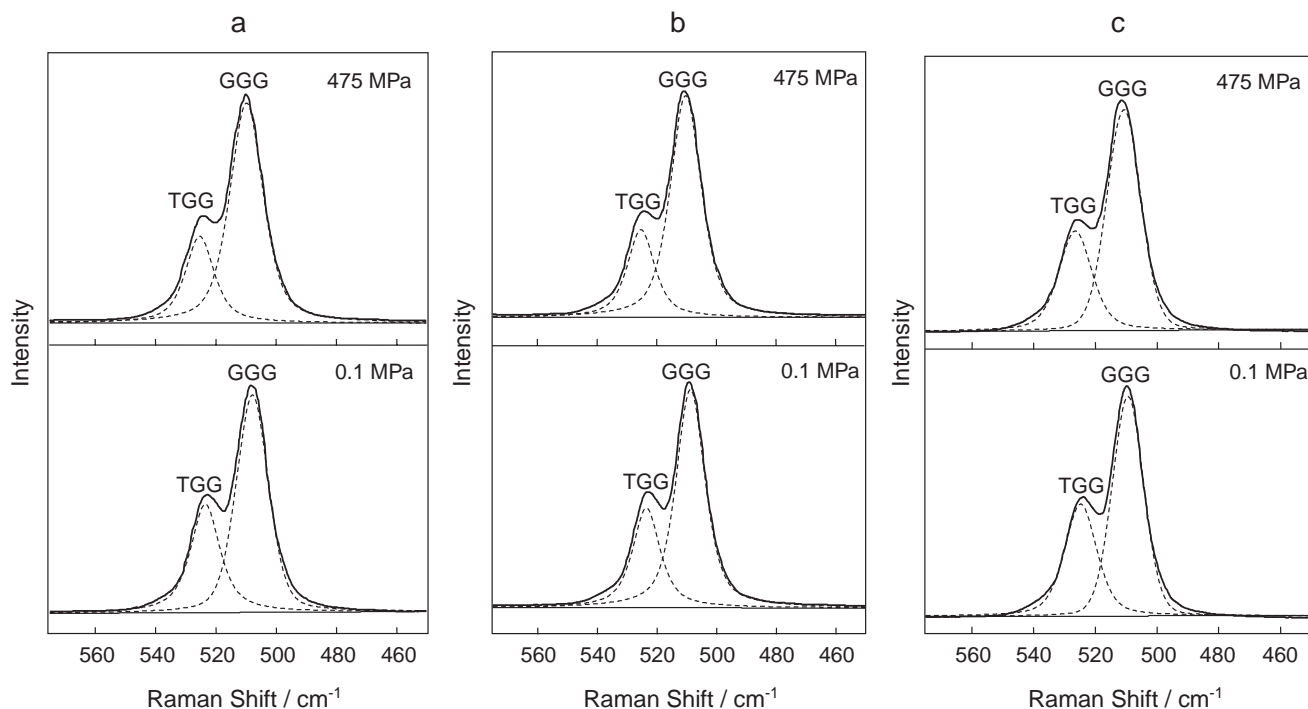 a
475 MPa
GGG
TGG
0.1 MPa
GGG
TGG
Intensity
560 540 520 500 480 460
Raman Shift / cm-1
b
475 MPa
GGG
TGG
0.1 MPa
GGG
TGG
Intensity
560 540 520 500 480 460
Raman Shift / cm-1
c
475 MPa
GGG
TGG
0.1 MPa
GGG
TGG
Intensity
560 540 520 500 480 460
Raman Shift / cm-1